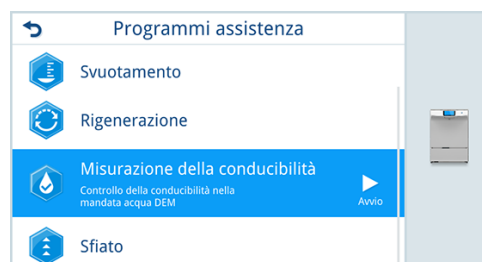 Programmi assistenza
Svuotamento
Rigenerazione
Misurazione della conducibilità
Controllo della conducibilità nella
mandata acqua DEM
Avvio
Sfiato